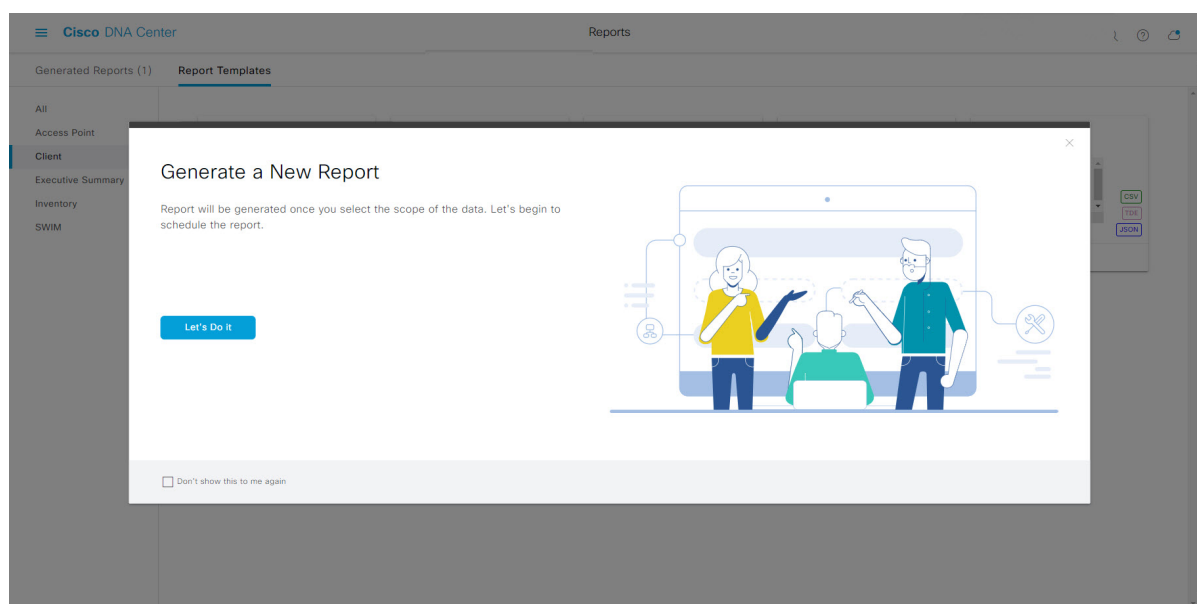 Cisco DNA Center
Reports
Generated Reports (1)
Report Templates
All
Access Point
Client
Executive Summary
Inventory
SWIM
Generate a New Report
Report will be generated once you select the scope of the data. Let's begin to
schedule the report.
Let's Do it
Don't show this to me again
CSV
TDE
JSON